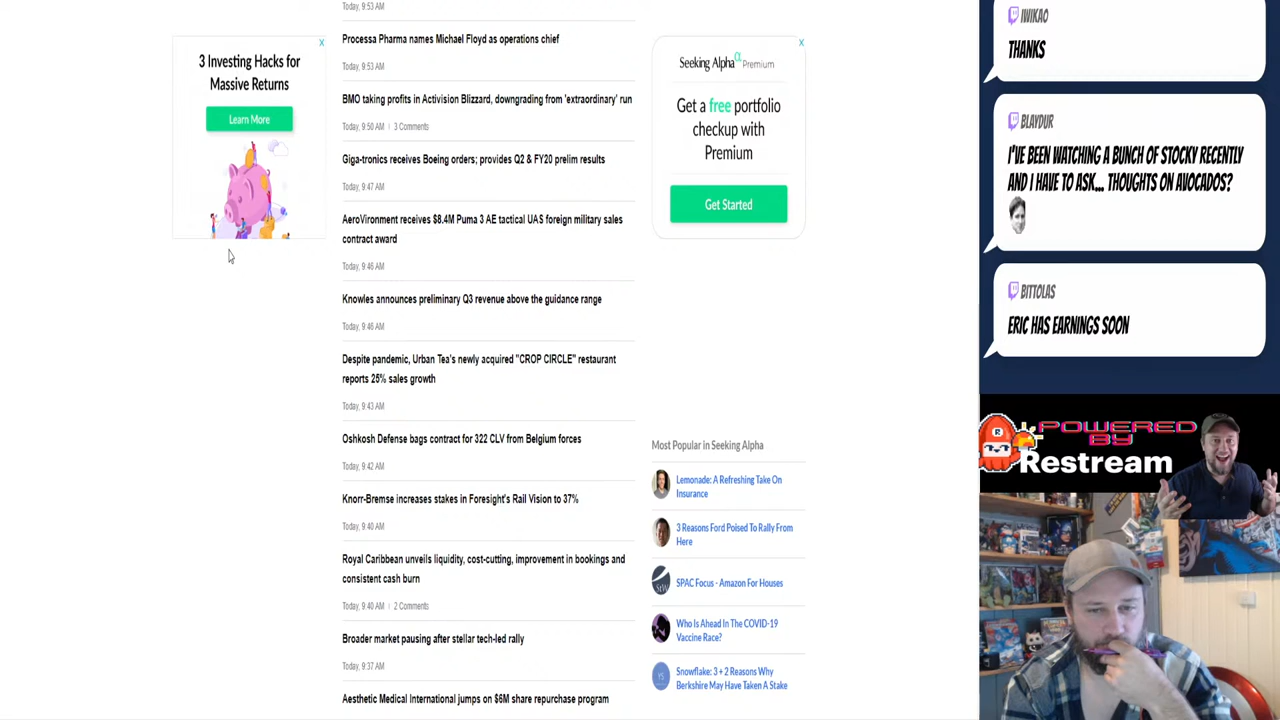 Today, 9:53 AM
Processa Pharma names Michael Floyd as operations chief
Today, 9:53 AM
BMO taking profits in Activision Blizzard, downgrading from 'extraordinary' run
Today, 9:50 AM | 3 Comments
Giga-tronics receives Boeing orders; provides Q2 & FY20 prelim results
Today, 9:47 AM
AeroVironment receives $8.4M Puma 3 AE tactical UAS foreign military sales
contract award
Today, 9:46 AM
Knowles announces preliminary Q3 revenue above the guidance range
Today, 9:46 AM
Despite pandemic, Urban Tea's newly acquired "CROP CIRCLE" restaurant
reports 25% sales growth
Today, 9:43 AM
Oshkosh Defense bags contract for 322 CLV from Belgium forces
Today, 9:42 AM
Knorr-Bremse increases stakes in Foresight's Rail Vision to 37%
Today, 9:40 AM
Royal Caribbean unveils liquidity, cost-cutting, improvement in bookings and
consistent cash burn
Today, 9:40 AM | 2 Comments
Broader market pausing after stellar tech-led rally
Today, 9:37 AM
Aesthetic Medical International jumps on $6M share repurchase program
X
3 Investing Hacks for
Massive Returns
Learn More
X
Seeking Alpha α Premium
Get a free portfolio
checkup with
Premium
Get Started
Most Popular in Seeking Alpha
Lemonade: A Refreshing Take On
Insurance
3 Reasons Ford Poised To Rally From
Here
SPAC Focus - Amazon For Houses
Who Is Ahead In The COVID-19
Vaccine Race?
Snowflake: 3 + 2 Reasons Why
Berkshire May Have Taken A Stake
IWIKAO
THANKS
BLAYDUR
I'VE BEEN WATCHING A BUNCH OF STOCKY RECENTLY
AND I HAVE TO ASK... THOUGHTS ON AVOCADOS?
BITTOLAS
ERIC HAS EARNINGS SOON
POWERED
BY
Restream